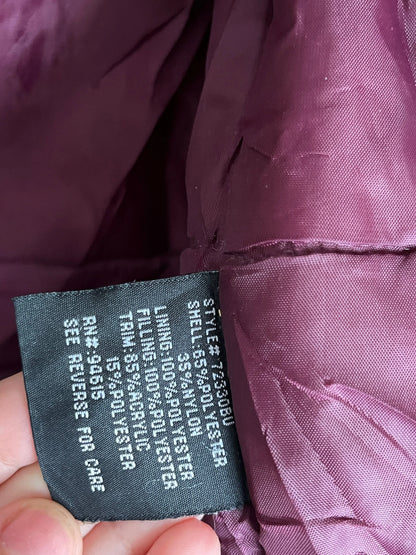 STYLE# 72330BU
SHELL:65%POLYESTER
35%NYLON
LINING:100%POLYESTER
FILLING:100%POLYESTER
TRIM:85%ACRYLIC
15%POLYESTER
RN#:94615
SEE REVERSE FOR CARE